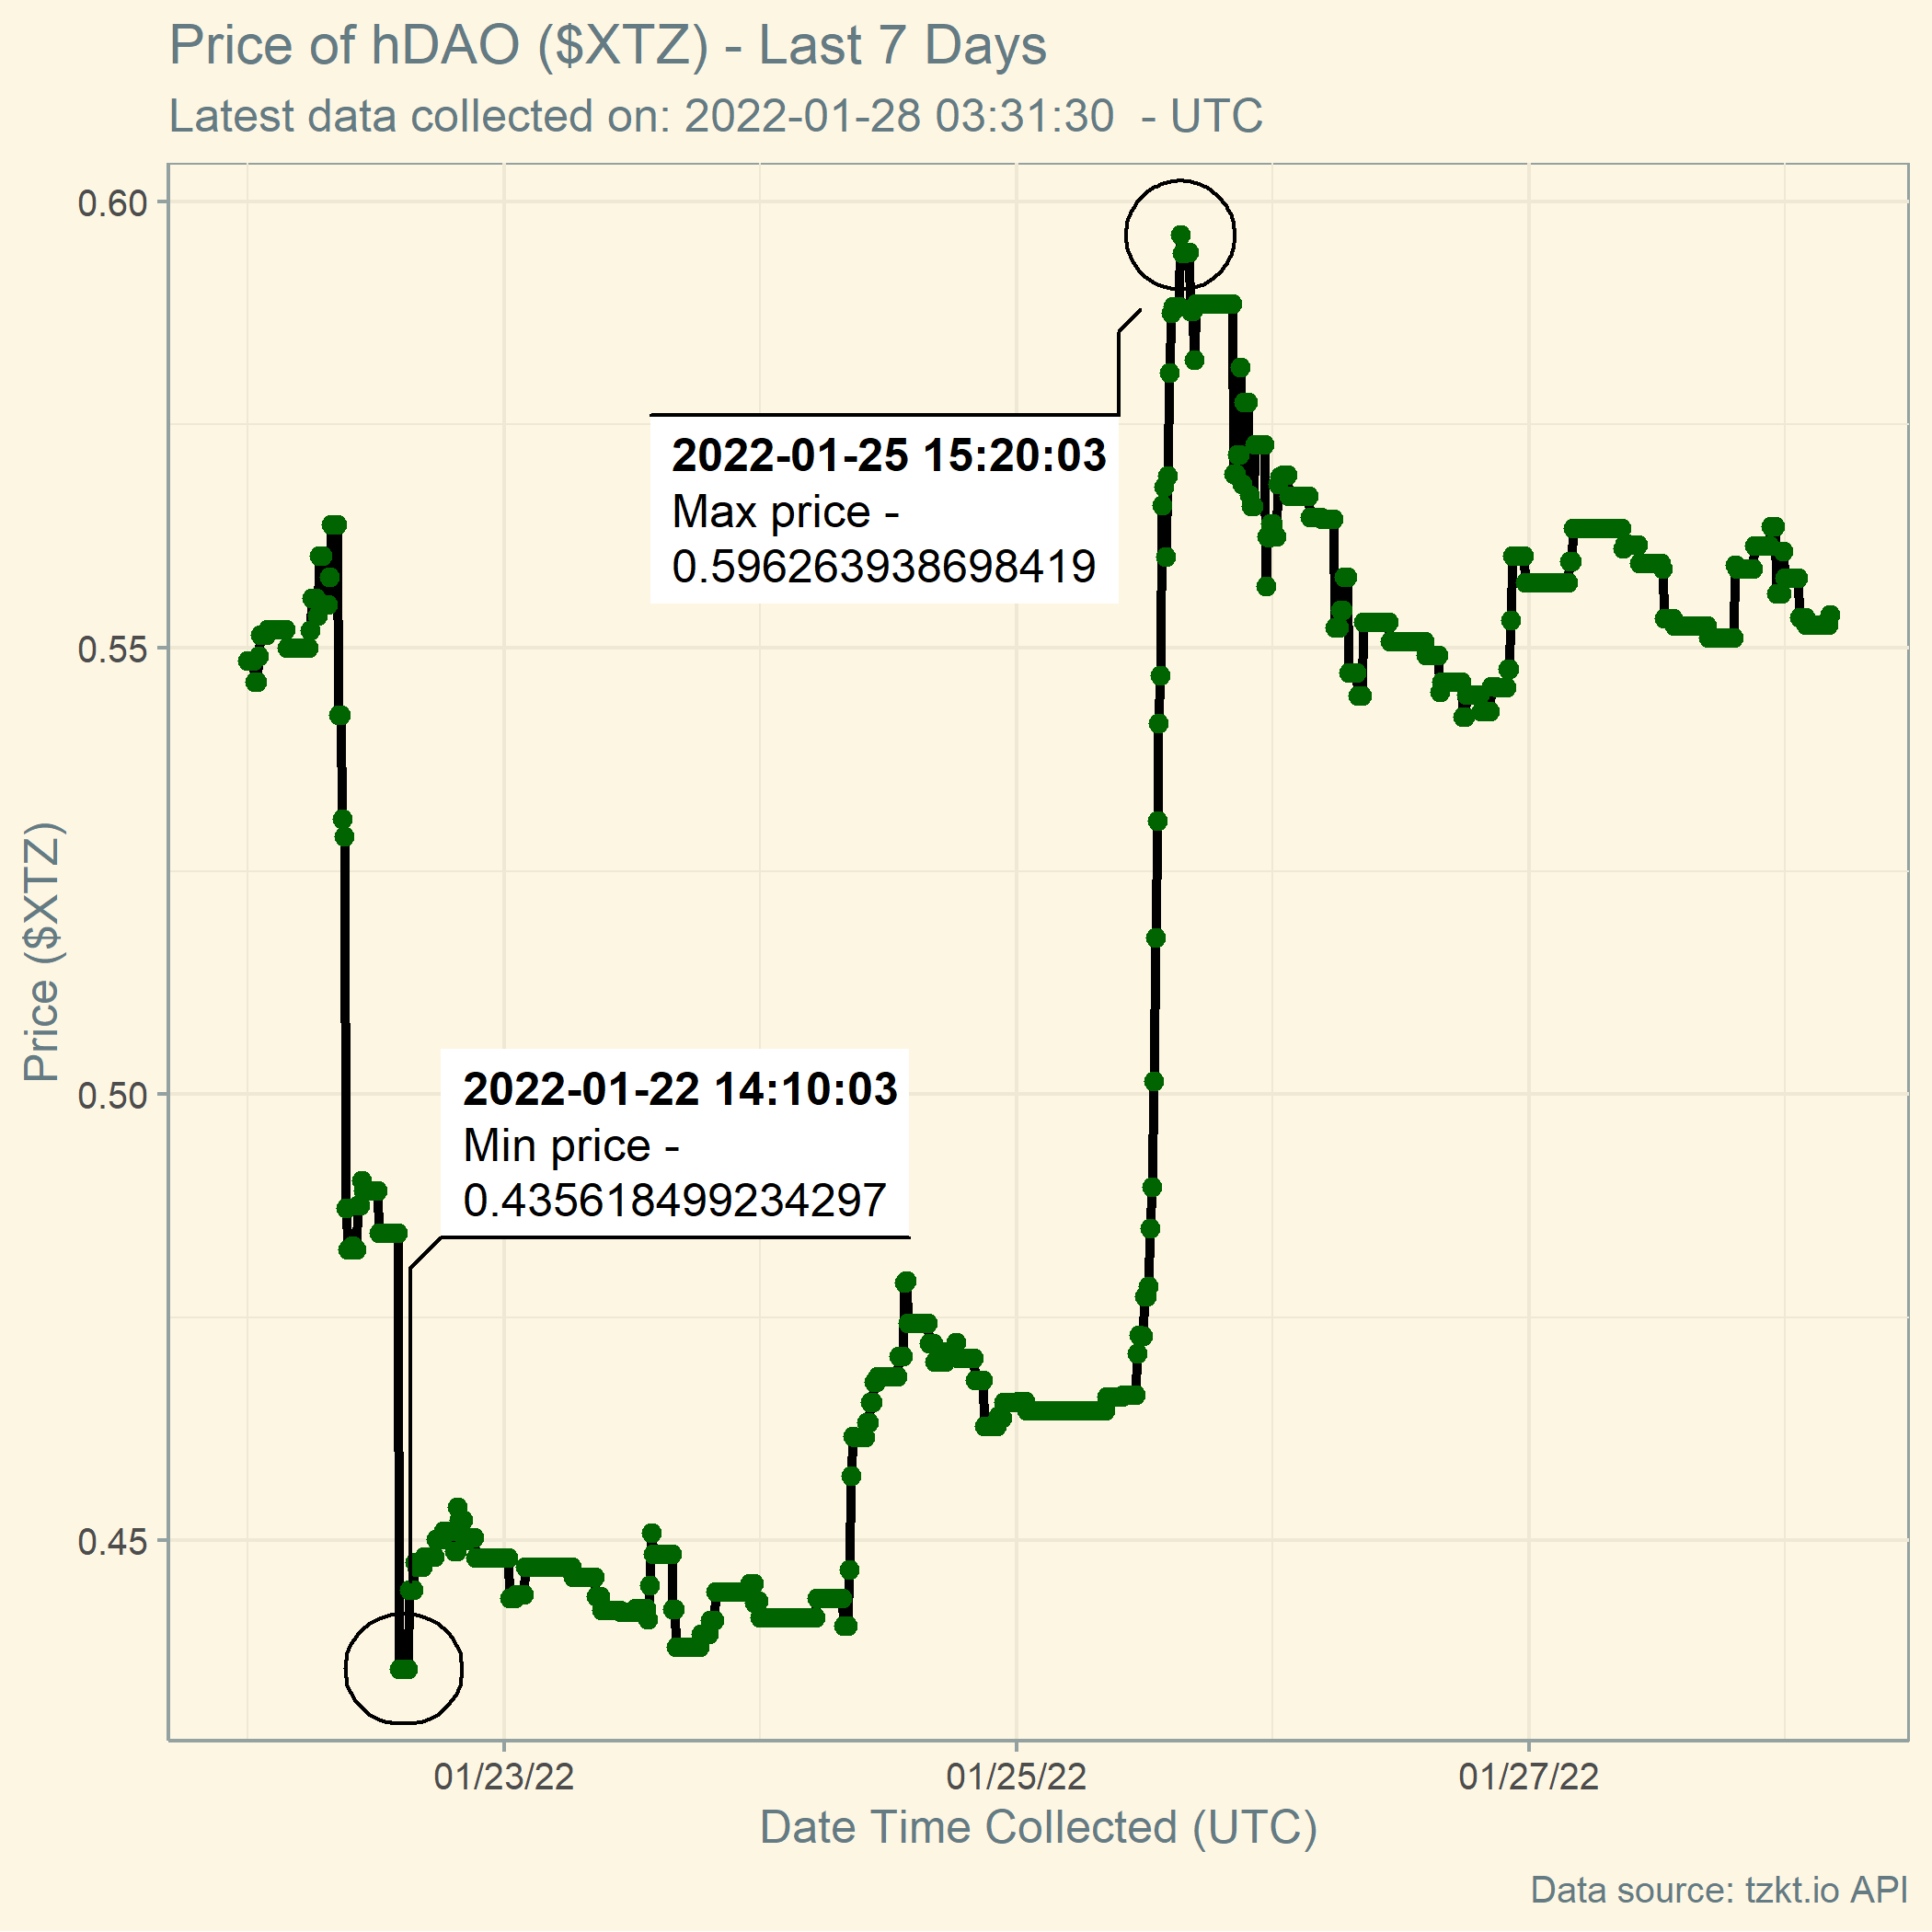 Price of hDAO ($XTZ) - Last 7 Days
Latest data collected on: 2022-01-28 03:31:30  - UTC
0.60
0.55
0.50
0.45
Price ($XTZ)
2022-01-25 15:20:03
Max price -
0.596263938698419
2022-01-22 14:10:03
Min price -
0.435618499234297
01/23/22
01/25/22
01/27/22
Date Time Collected (UTC)
Data source: tzkt.io API